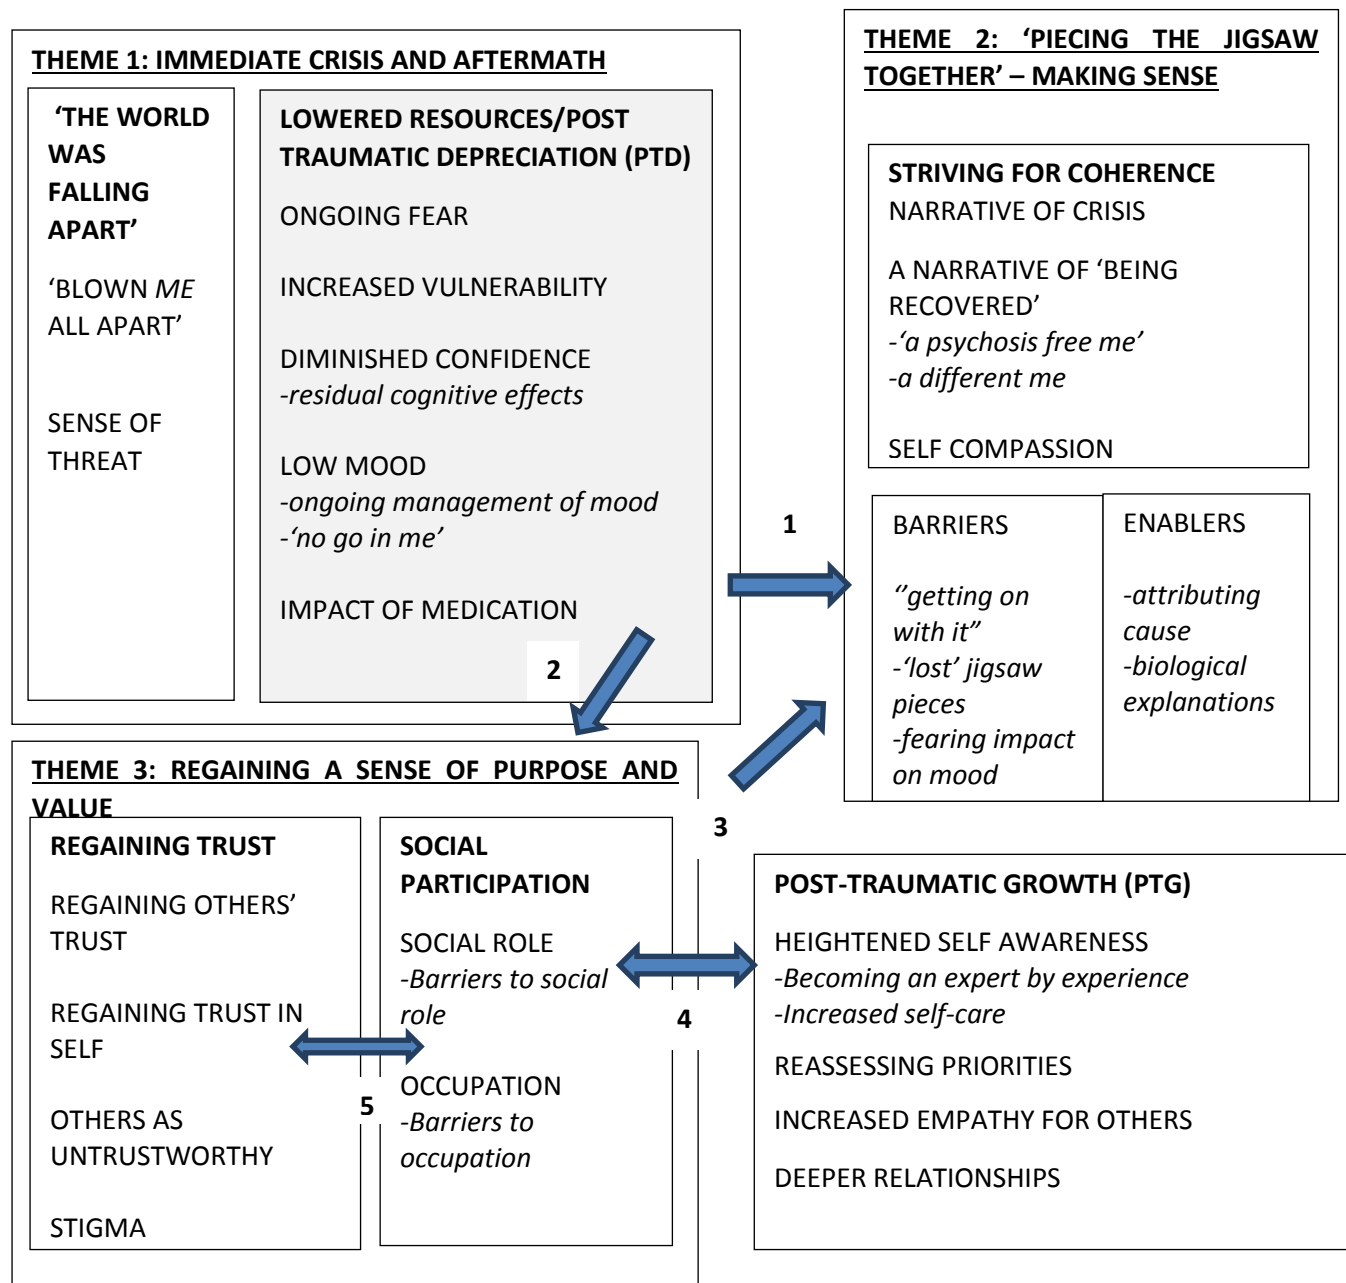 THEME 1: IMMEDIATE CRISIS AND AFTERMATH
‘THE WORLD
WAS
FALLING
APART’
‘BLOWN ME
ALL APART’
SENSE OF
THREAT
LOWERED RESOURCES/POST
TRAUMATIC DEPRECIATION (PTD)
ONGOING FEAR
INCREASED VULNERABILITY
DIMINISHED CONFIDENCE
-residual cognitive effects
LOW MOOD
-ongoing management of mood
-‘no go in me’
IMPACT OF MEDICATION
2
1
THEME 2: ‘PIECING THE JIGSAW
TOGETHER’ – MAKING SENSE
STRIVING FOR COHERENCE
NARRATIVE OF CRISIS
A NARRATIVE OF ‘BEING
RECOVERED’
-‘a psychosis free me’
-a different me
SELF COMPASSION
BARRIERS
‘’getting on
with it”
-‘lost’ jigsaw
pieces
-fearing impact
on mood
ENABLERS
-attributing
cause
-biological
explanations
THEME 3: REGAINING A SENSE OF PURPOSE AND
VALUE
REGAINING TRUST
REGAINING OTHERS’
TRUST
REGAINING TRUST IN
SELF
OTHERS AS
UNTRUSTWORTHY
STIGMA
5
SOCIAL
PARTICIPATION
SOCIAL ROLE
-Barriers to social
role
OCCUPATION
-Barriers to
occupation
3
4
POST-TRAUMATIC GROWTH (PTG)
HEIGHTENED SELF AWARENESS
-Becoming an expert by experience
-Increased self-care
REASSESSING PRIORITIES
INCREASED EMPATHY FOR OTHERS
DEEPER RELATIONSHIPS